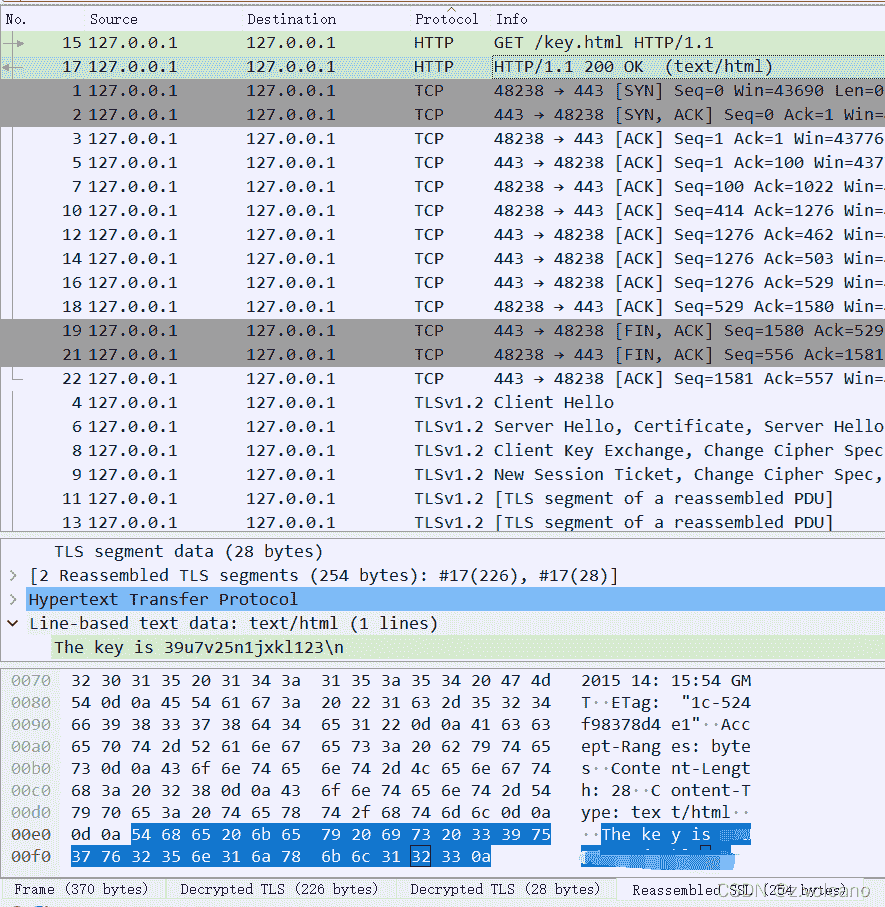 No. Source Destination Protocol Info
15 127.0.0.1 127.0.0.1 HTTP GET /key.html HTTP/1.1
17 127.0.0.1 127.0.0.1 HTTP HTTP/1.1 200 OK (text/html)
1 127.0.0.1 127.0.0.1 TCP 48238 → 443 [SYN] Seq=0 Win=43690 Len=0
2 127.0.0.1 127.0.0.1 TCP 443 → 48238 [SYN, ACK] Seq=0 Ack=1 Win=
3 127.0.0.1 127.0.0.1 TCP 48238 → 443 [ACK] Seq=1 Ack=1 Win=43776
5 127.0.0.1 127.0.0.1 TCP 443 → 48238 [ACK] Seq=1 Ack=100 Win=437
7 127.0.0.1 127.0.0.1 TCP 48238 → 443 [ACK] Seq=100 Ack=1022 Win=
10 127.0.0.1 127.0.0.1 TCP 48238 → 443 [ACK] Seq=414 Ack=1276 Win=
12 127.0.0.1 127.0.0.1 TCP 443 → 48238 [ACK] Seq=1276 Ack=462 Win=
14 127.0.0.1 127.0.0.1 TCP 443 → 48238 [ACK] Seq=1276 Ack=503 Win=
16 127.0.0.1 127.0.0.1 TCP 443 → 48238 [ACK] Seq=1276 Ack=529 Win=
18 127.0.0.1 127.0.0.1 TCP 48238 → 443 [ACK] Seq=529 Ack=1580 Win=
19 127.0.0.1 127.0.0.1 TCP 443 → 48238 [FIN, ACK] Seq=1580 Ack=529
21 127.0.0.1 127.0.0.1 TCP 48238 → 443 [FIN, ACK] Seq=556 Ack=1581
22 127.0.0.1 127.0.0.1 TCP 443 → 48238 [ACK] Seq=1581 Ack=557 Win=
4 127.0.0.1 127.0.0.1 TLSv1.2 Client Hello
6 127.0.0.1 127.0.0.1 TLSv1.2 Server Hello, Certificate, Server Hello
8 127.0.0.1 127.0.0.1 TLSv1.2 Client Key Exchange, Change Cipher Spec
9 127.0.0.1 127.0.0.1 TLSv1.2 New Session Ticket, Change Cipher Spec,
11 127.0.0.1 127.0.0.1 TLSv1.2 [TLS segment of a reassembled PDU]
13 127.0.0.1 127.0.0.1 TLSv1.2 [TLS segment of a reassembled PDU]
TLS segment data (28 bytes)
[2 Reassembled TLS segments (254 bytes): #17(226), #17(28)]
Hypertext Transfer Protocol
Line-based text data: text/html (1 lines)
The key is 39u7v25n1jxkl123\n
0070 32 30 31 35 20 31 34 3a 31 35 3a 35 34 20 47 4d 2015 14: 15:54 GM
0080 54 0d 0a 45 54 61 67 3a 20 22 31 63 2d 35 32 34 T··ETag: "1c-524
0090 66 39 38 33 37 38 64 34 65 31 22 0d 0a 41 63 63 f98378d4 e1"··Acc
00a0 65 70 74 2d 52 61 6e 67 65 73 3a 20 62 79 74 65 ept-Rang es: byte
00b0 73 0d 0a 43 6f 6e 74 65 6e 74 2d 4c 65 6e 67 74 s··Conte nt-Lengt
00c0 68 3a 20 32 38 0d 0a 43 6f 6e 74 65 6e 74 2d 54 h: 28··C ontent-T
00d0 79 70 65 3a 20 74 65 78 74 2f 68 74 6d 6c 0d 0a ype: tex t/html··
00e0 0d 0a 54 68 65 20 6b 65 79 20 69 73 20 33 39 75 ··The ke y is
00f0 37 76 32 35 6e 31 6a 78 6b 6c 31 32 33 0a
Frame (370 bytes) Decrypted TLS (226 bytes) Decrypted TLS (28 bytes) Reassembled SSL (254 bytes)